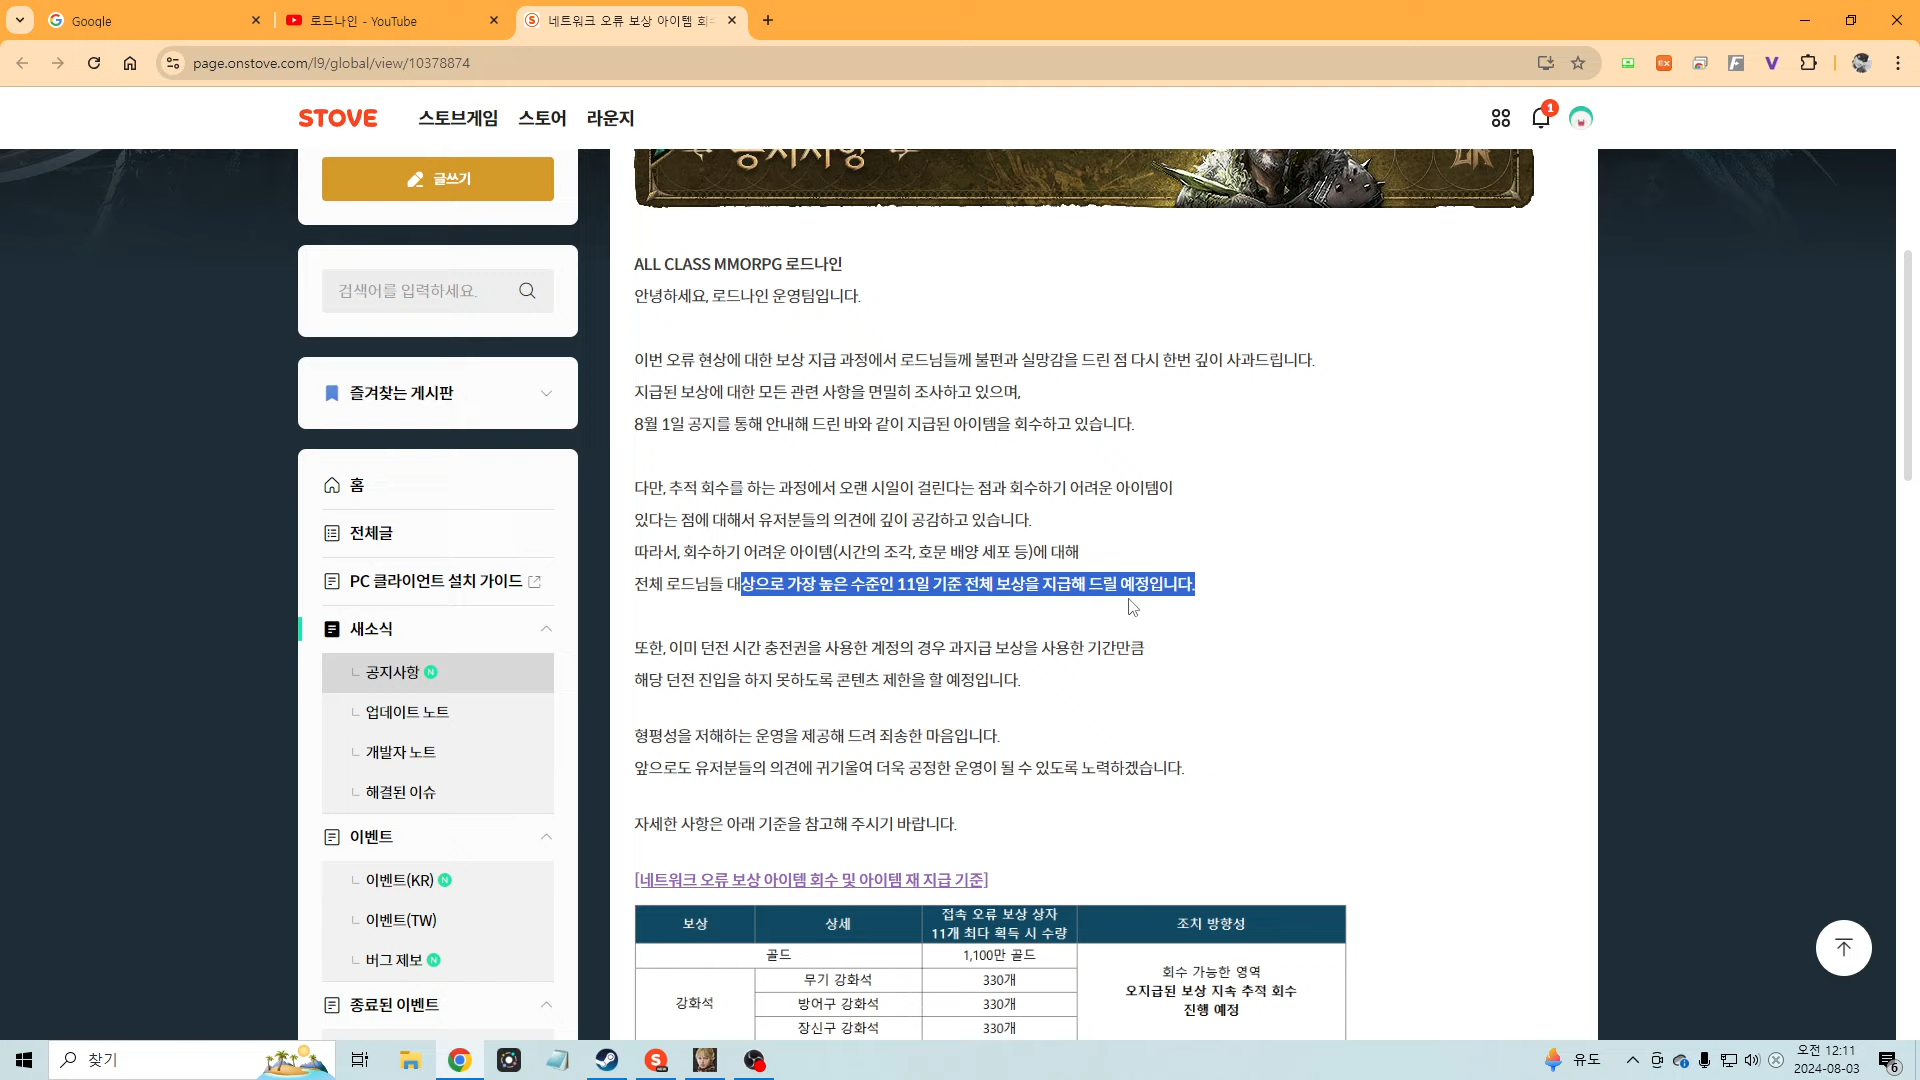 Google
로드나인 - YouTube
네트워크 오류 보상 아이템 회
page.onstove.com/l9/global/view/10378874
STOVE
스토브게임
스토어
라운지
1
글쓰기
검색어를 입력하세요.
즐겨찾는 게시판
홈
전체글
PC 클라이언트 설치 가이드
새소식
공지사항 N
업데이트 노트
개발자 노트
해결된 이슈
이벤트
이벤트(KR) N
이벤트(TW)
버그 제보 N
종료된 이벤트
공지사항
ALL CLASS MMORPG 로드나인
안녕하세요, 로드나인 운영팀입니다.
이번 오류 현상에 대한 보상 지급 과정에서 로드님들께 불편과 실망감을 드린 점 다시 한번 깊이 사과드립니다.
지급된 보상에 대한 모든 관련 사항을 면밀히 조사하고 있으며,
8월 1일 공지를 통해 안내해 드린 바와 같이 지급된 아이템을 회수하고 있습니다.
다만, 추적 회수를 하는 과정에서 오랜 시일이 걸린다는 점과 회수하기 어려운 아이템이
있다는 점에 대해서 유저분들의 의견에 깊이 공감하고 있습니다.
따라서, 회수하기 어려운 아이템(시간의 조각, 호문 배양 세포 등)에 대해
전체 로드님들 대상으로 가장 높은 수준인 11일 기준 전체 보상을 지급해 드릴 예정입니다.
또한, 이미 던전 시간 충전권을 사용한 계정의 경우 과지급 보상을 사용한 기간만큼
해당 던전 진입을 하지 못하도록 콘텐츠 제한을 할 예정입니다.
형평성을 저해하는 운영을 제공해 드려 죄송한 마음입니다.
앞으로도 유저분들의 의견에 귀기울여 더욱 공정한 운영이 될 수 있도록 노력하겠습니다.
자세한 사항은 아래 기준을 참고해 주시기 바랍니다.
[네트워크 오류 보상 아이템 회수 및 아이템 재 지급 기준]
보상
상세
접속 오류 보상 상자
11개 최다 획득 시 수량
조치 방향성
골드
1,100만 골드
강화석
무기 강화석
330개
방어구 강화석
330개
장신구 강화석
330개
회수 가능한 영역
오지급된 보상 지속 추적 회수
진행 예정
찾기
유도
오전 12:11
2024-08-03
6